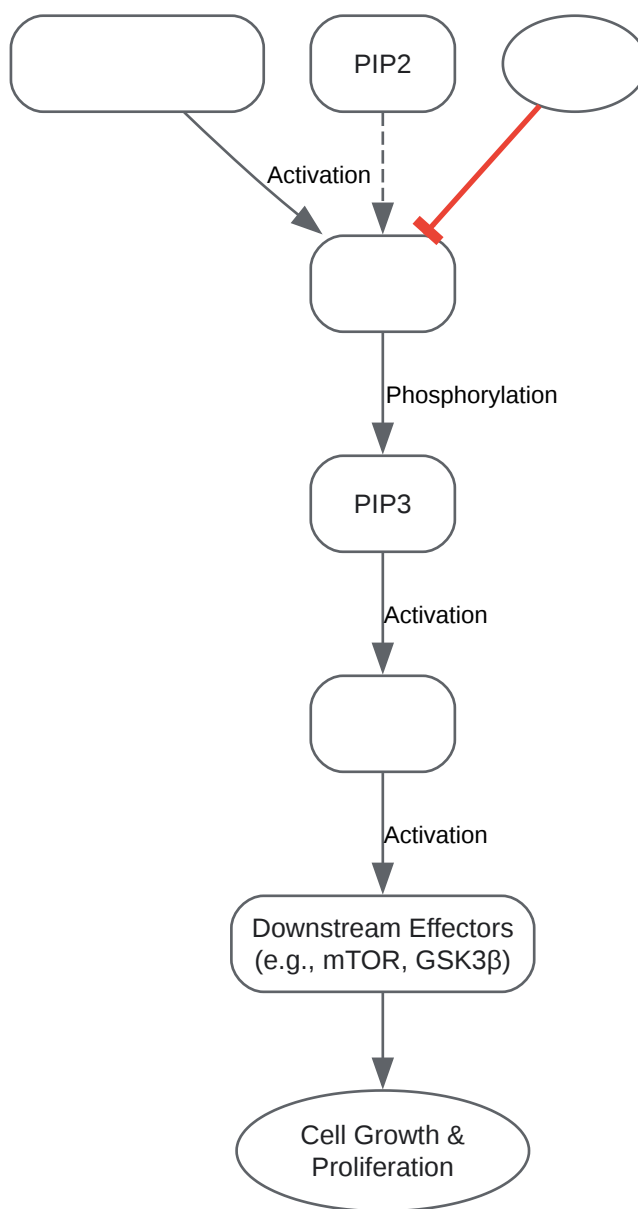 PIP2
Activation
Phosphorylation
PIP3
Activation
Activation
Downstream Effectors
(e.g., mTOR, GSK3β)
Cell Growth &
Proliferation